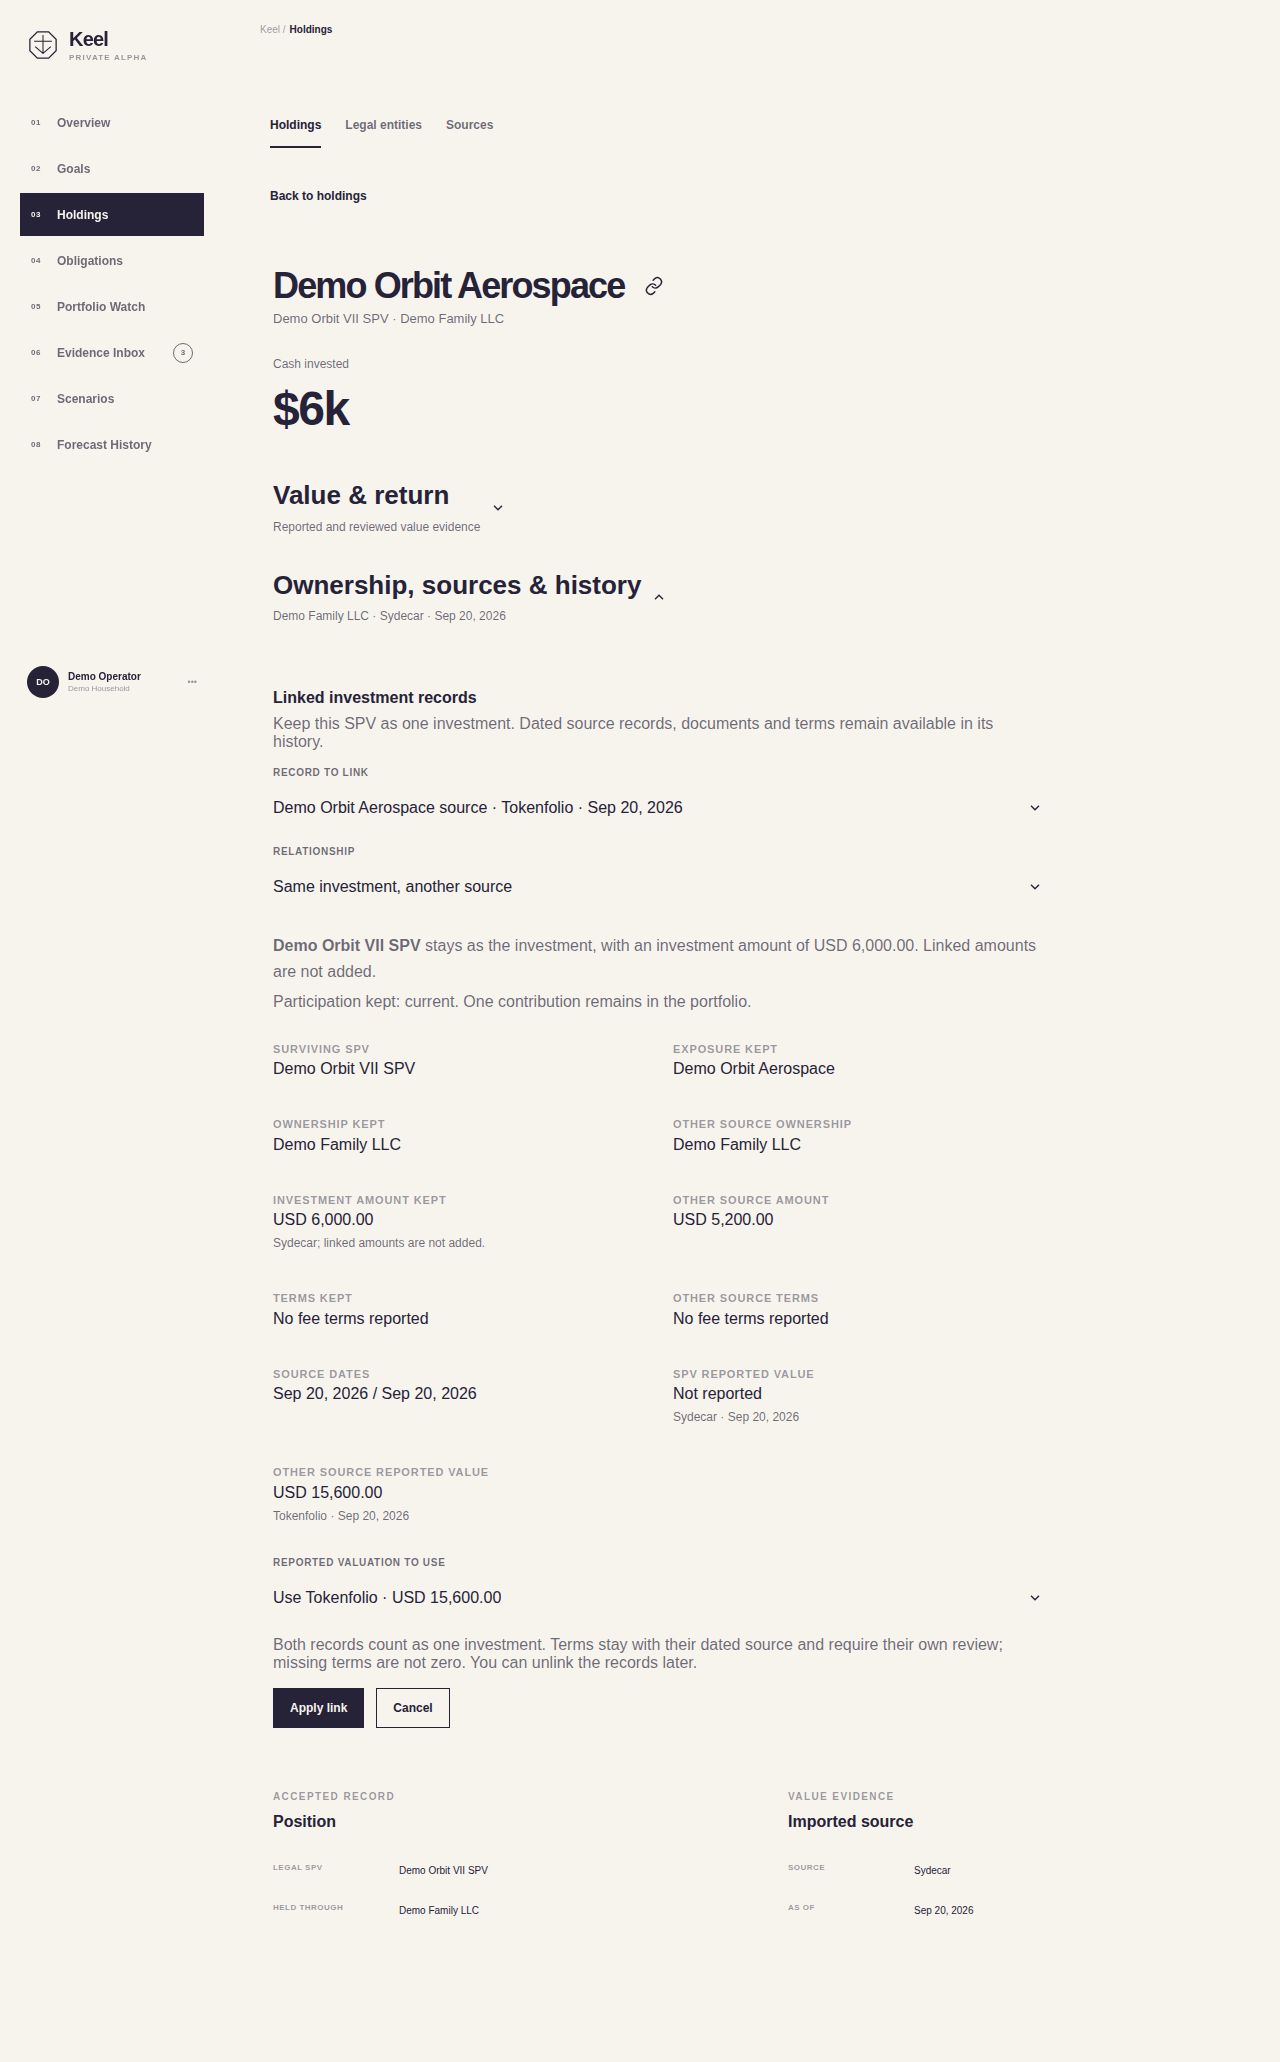 Keel
PRIVATE ALPHA
Keel / Holdings
01 Overview
02 Goals
03 Holdings
04 Obligations
05 Portfolio Watch
06 Evidence Inbox 3
07 Scenarios
08 Forecast History
DO Demo Operator
Demo Household
Holdings Legal entities Sources
Back to holdings
Demo Orbit Aerospace
Demo Orbit VII SPV · Demo Family LLC
Cash invested
$6k
Value & return
Reported and reviewed value evidence
Ownership, sources & history
Demo Family LLC · Sydecar · Sep 20, 2026
Linked investment records
Keep this SPV as one investment. Dated source records, documents and terms remain available in its
history.
RECORD TO LINK
Demo Orbit Aerospace source · Tokenfolio · Sep 20, 2026
RELATIONSHIP
Same investment, another source
Demo Orbit VII SPV stays as the investment, with an investment amount of USD 6,000.00. Linked amounts
are not added.
Participation kept: current. One contribution remains in the portfolio.
SURVIVING SPV
Demo Orbit VII SPV
EXPOSURE KEPT
Demo Orbit Aerospace
OWNERSHIP KEPT
Demo Family LLC
OTHER SOURCE OWNERSHIP
Demo Family LLC
INVESTMENT AMOUNT KEPT
USD 6,000.00
Sydecar; linked amounts are not added.
OTHER SOURCE AMOUNT
USD 5,200.00
TERMS KEPT
No fee terms reported
OTHER SOURCE TERMS
No fee terms reported
SOURCE DATES
Sep 20, 2026 / Sep 20, 2026
SPV REPORTED VALUE
Not reported
Sydecar · Sep 20, 2026
OTHER SOURCE REPORTED VALUE
USD 15,600.00
Tokenfolio · Sep 20, 2026
REPORTED VALUATION TO USE
Use Tokenfolio · USD 15,600.00
Both records count as one investment. Terms stay with their dated source and require their own review;
missing terms are not zero. You can unlink the records later.
Apply link Cancel
ACCEPTED RECORD
Position
LEGAL SPV Demo Orbit VII SPV
HELD THROUGH Demo Family LLC
VALUE EVIDENCE
Imported source
SOURCE Sydecar
AS OF Sep 20, 2026